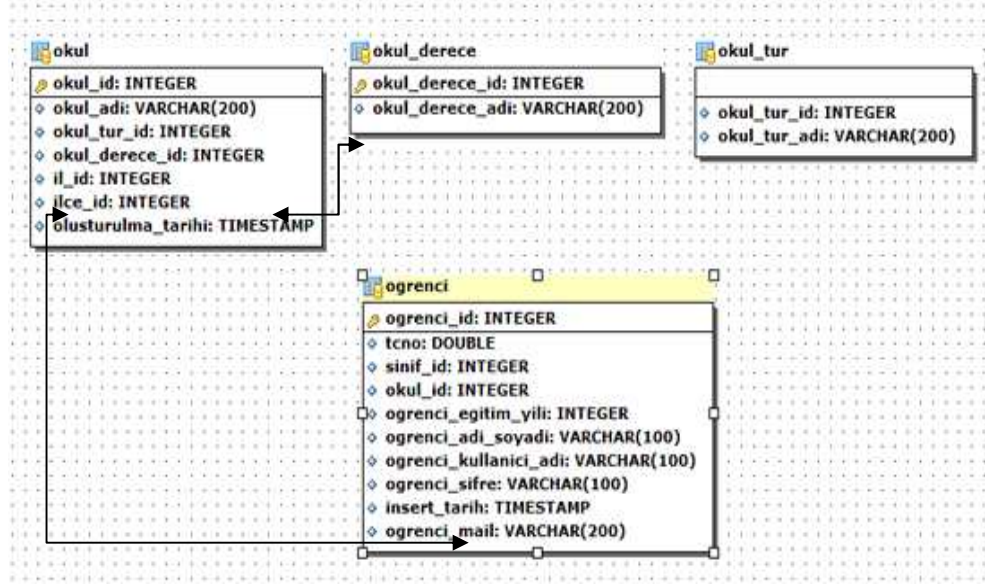 okul
okul_id: INTEGER
okul_adi: VARCHAR(200)
okul_tur_id: INTEGER
okul_derece_id: INTEGER
il_id: INTEGER
ilce_id: INTEGER
olusturulma_tarihi: TIMESTAMP
okul_derece
okul_derece_id: INTEGER
okul_derece_adi: VARCHAR(200)
okul_tur
okul_tur_id: INTEGER
okul_tur_adi: VARCHAR(200)
ogrenci
ogrenci_id: INTEGER
tcno: DOUBLE
sinif_id: INTEGER
okul_id: INTEGER
ogrenci_egitim_yili: INTEGER
ogrenci_adi_soyadi: VARCHAR(100)
ogrenci_kullanici_adi: VARCHAR(100)
ogrenci_sifre: VARCHAR(100)
insert_tarih: TIMESTAMP
ogrenci_mail: VARCHAR(200)